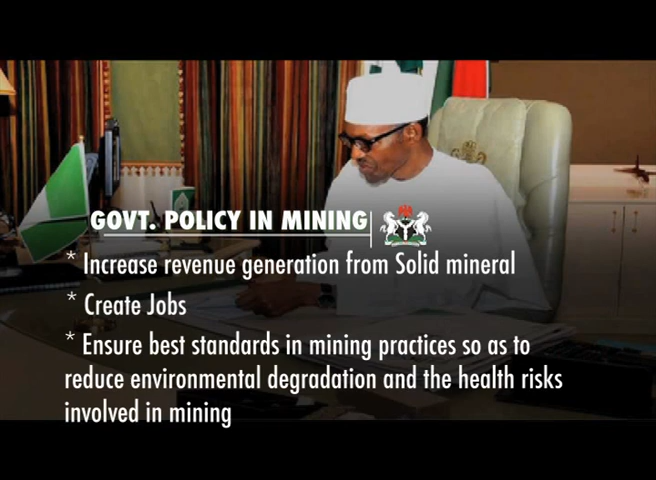 GOVT. POLICY IN MINING
* Increase revenue generation from Solid mineral
* Create Jobs
* Ensure best standards in mining practices so as to
reduce environmental degradation and the health risks
involved in mining